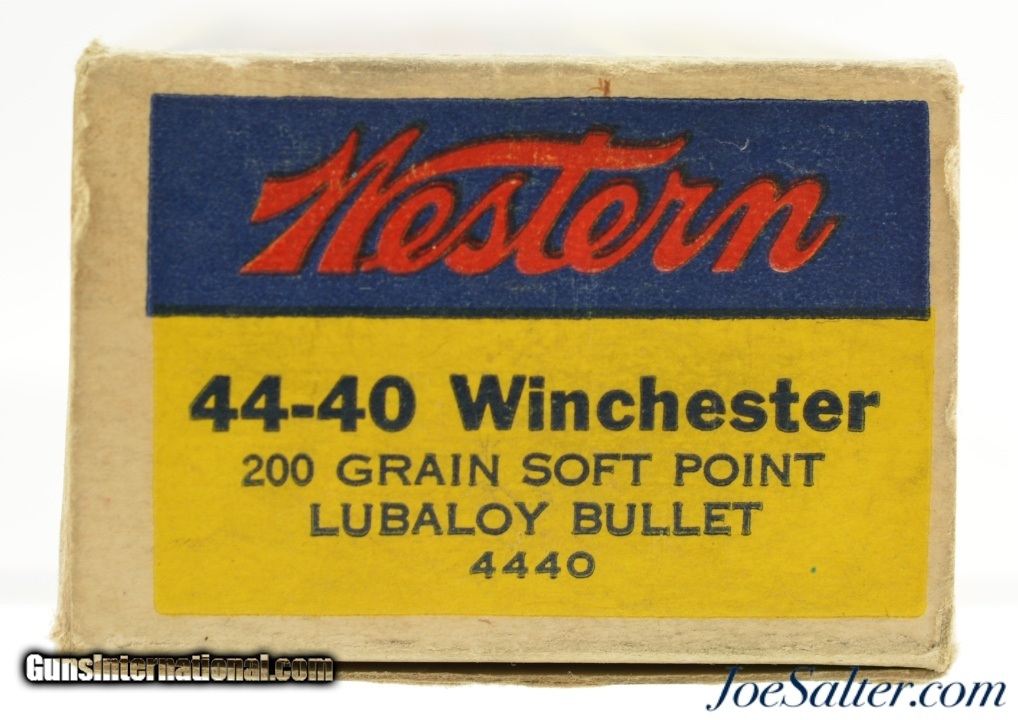 Western
44-40 Winchester
200 GRAIN SOFT POINT
LUBALOY BULLET
4440
GunsInternational.com
JoeSalter.com